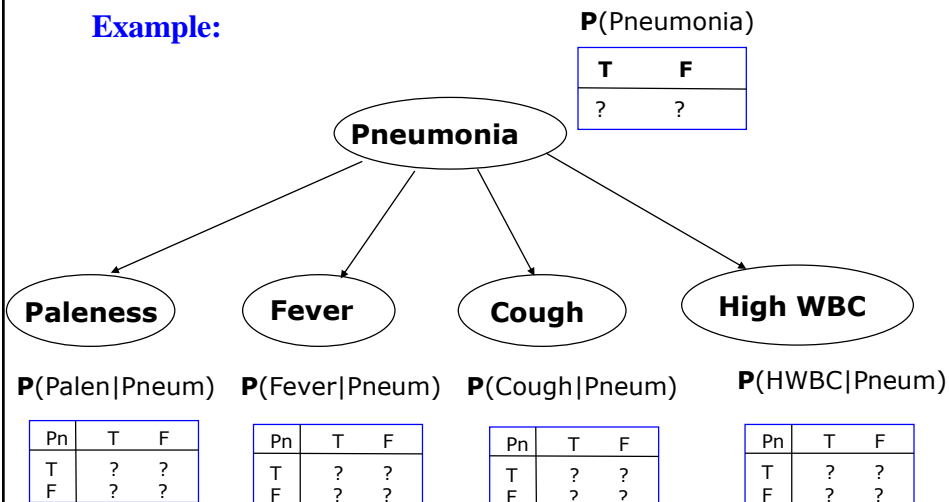 Example:
P(Pneumonia)
T F
? ?
Pneumonia
Paleness
Fever
Cough
High WBC
P(Palen|Pneum)
P(Fever|Pneum)
P(Cough|Pneum)
P(HWBC|Pneum)
Pn T F
T ? ?
F ? ?
Pn T F
T ? ?
F ? ?
Pn T F
T ? ?
F ? ?
Pn T F
T ? ?
F ? ?